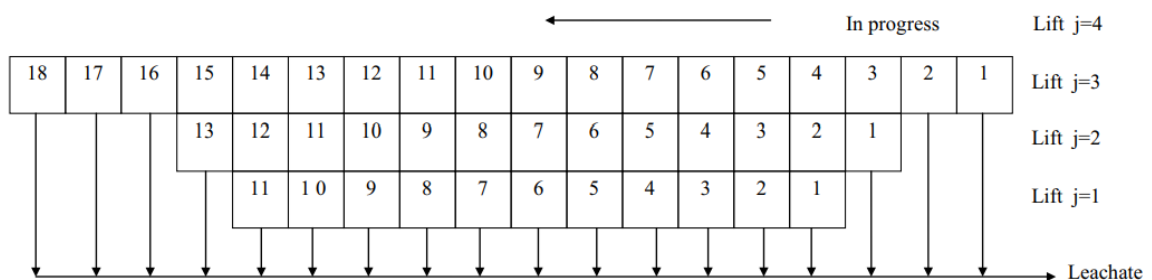 In progress Lift j=4
18 17 16 15 14 13 12 11 10 9 8 7 6 5 4 3 2 1 Lift j=3
13 12 11 10 9 8 7 6 5 4 3 2 1 Lift j=2
11 1 0 9 8 7 6 5 4 3 2 1 Lift j=1
Leachate